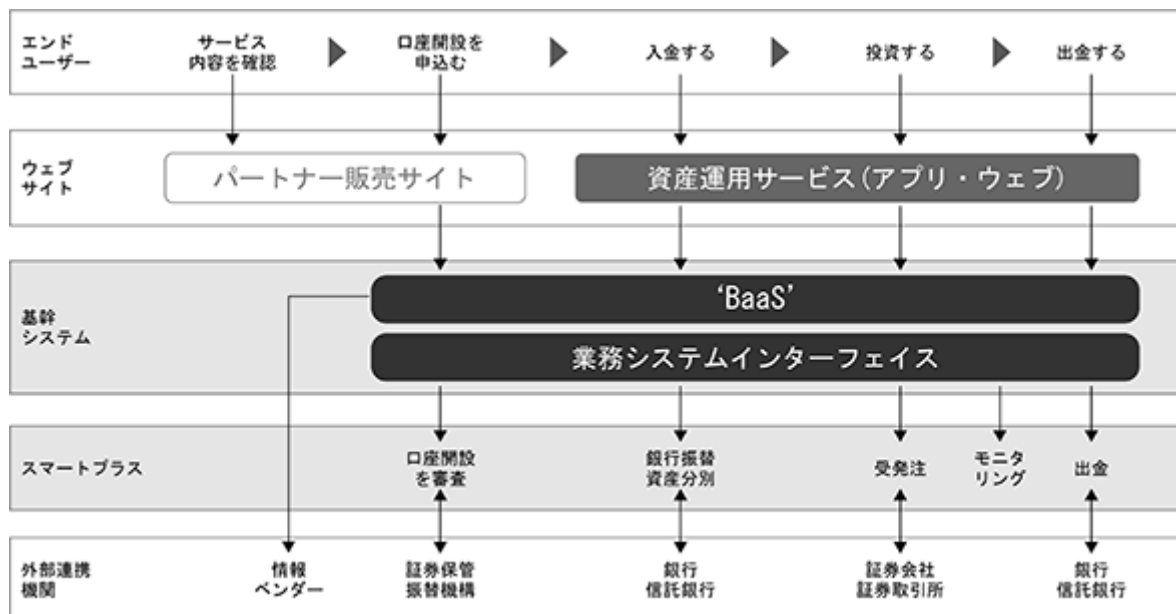 エンド
ユーザー
サービス
内容を確認
口座開設を
申込む
入金する
投資する
出金する
ウェブ
サイト
パートナー販売サイト
資産運用サービス(アプリ・ウェブ)
基幹
システム
‘BaaS’
業務システムインターフェイス
スマートプラス
口座開設
を審査
銀行振替
資産分別
受発注
モニタ
リング
出金
外部連携
機関
情報
ベンダー
証券保管
振替機構
銀行
信託銀行
証券会社
証券取引所
銀行
信託銀行